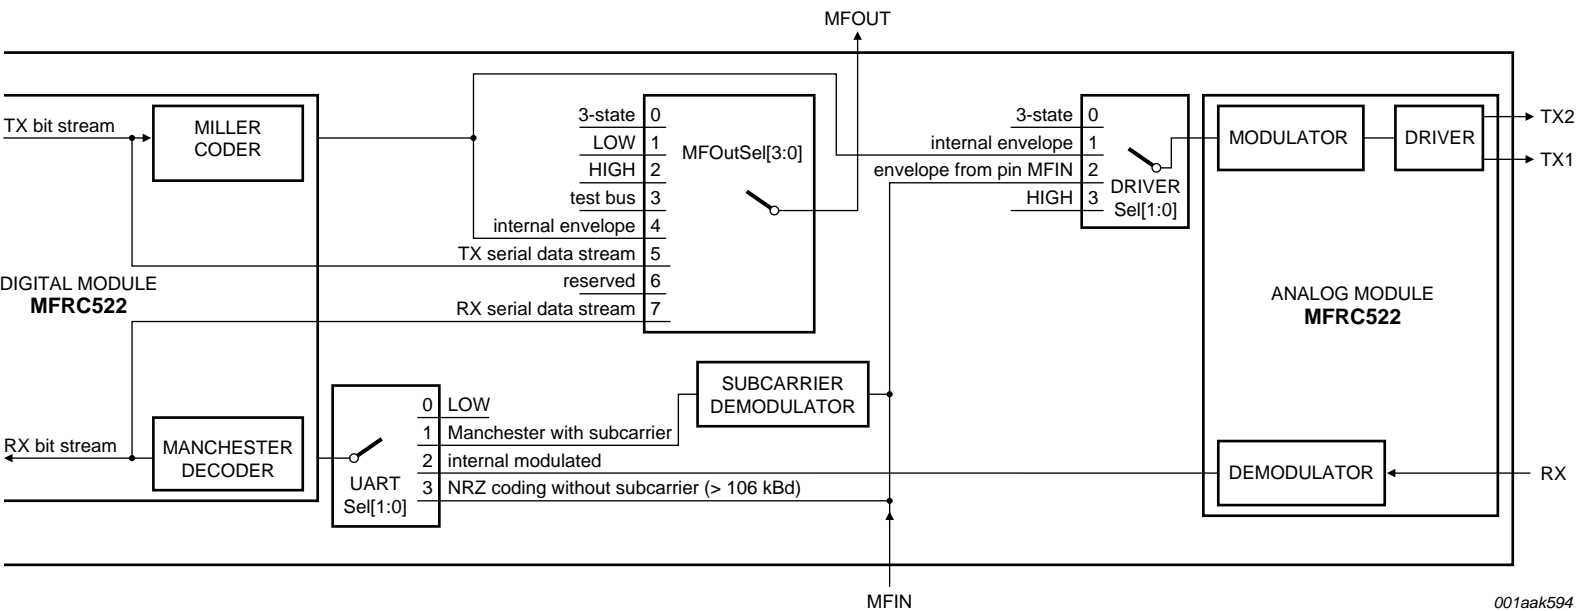 MFOUT
TX bit stream
MILLER
CODER
3-state 0
LOW 1
HIGH 2
test bus 3
internal envelope 4
TX serial data stream 5
reserved 6
RX serial data stream 7
MFOutSel[3:0]
3-state 0
internal envelope 1
envelope from pin MFIN 2
HIGH 3
DRIVER
Sel[1:0]
MODULATOR
DRIVER
TX2
TX1
DIGITAL MODULE
MFRC522
ANALOG MODULE
MFRC522
SUBCARRIER
DEMODULATOR
RX bit stream
MANCHESTER
DECODER
UART
Sel[1:0]
0 LOW
1 Manchester with subcarrier
2 internal modulated
3 NRZ coding without subcarrier (> 106 kBd)
DEMODULATOR
RX
MFIN
001aak594